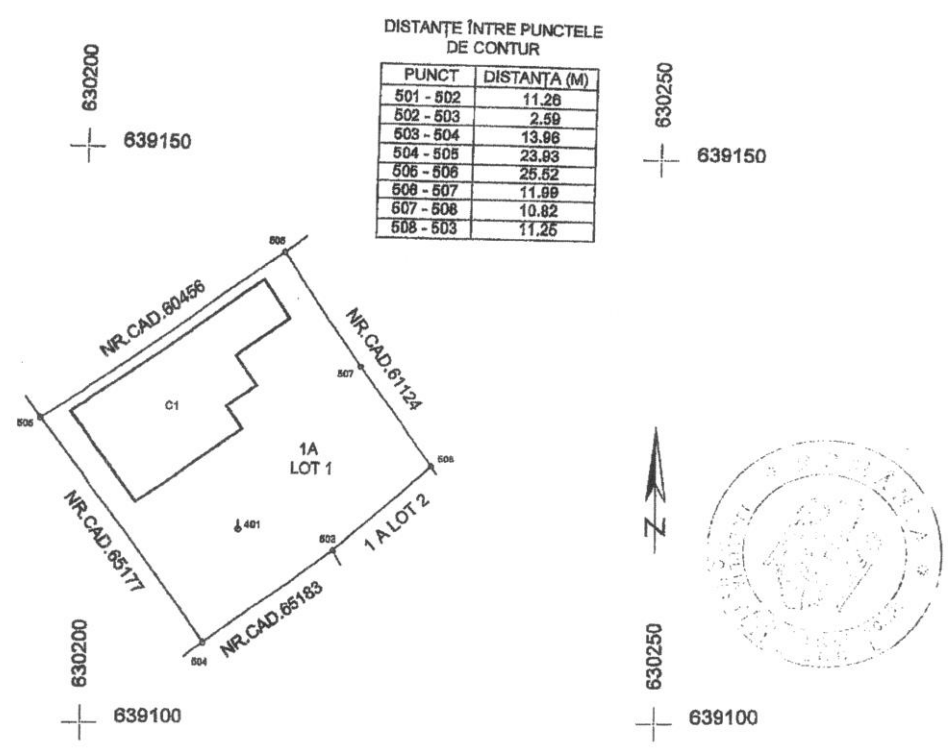 DISTANȚE ÎNTRE PUNCTELE
DE CONTUR
PUNCT DISTANȚA (M)
501 - 502 11.26
502 - 503 2.59
503 - 504 13.96
504 - 505 23.93
505 - 506 25.52
506 - 507 11.99
507 - 508 10.82
508 - 503 11.25
630200
639150
630250
639150
506
NR.CAD.60456
NR.CAD.61124
507
505
C1
1A
LOT 1
508
NR.CAD.65177
401
503
1 A LOT 2
NR.CAD.65183
504
N
ROMANIA
630200
639100
630250
639100